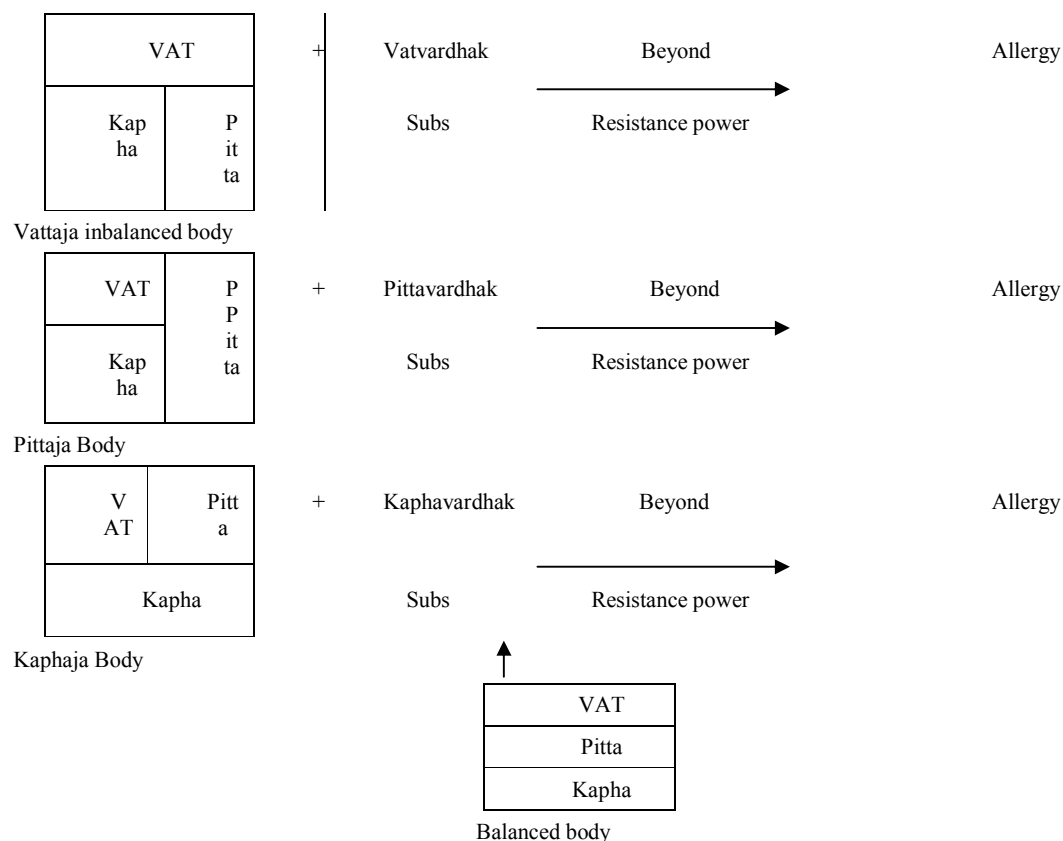 VAT + Vatvardhak Beyond Allergy
Kap P Subs Resistance power
ha it
ta
Vattaja inbalanced body
VAT P + Pittavardhak Beyond Allergy
P
it
Kap ta Subs Resistance power
ha
Pittaja Body
V Pitt + Kaphavardhak Beyond Allergy
AT a
Kapha Subs Resistance power
Kaphaja Body
VAT
Pitta
Kapha
Balanced body